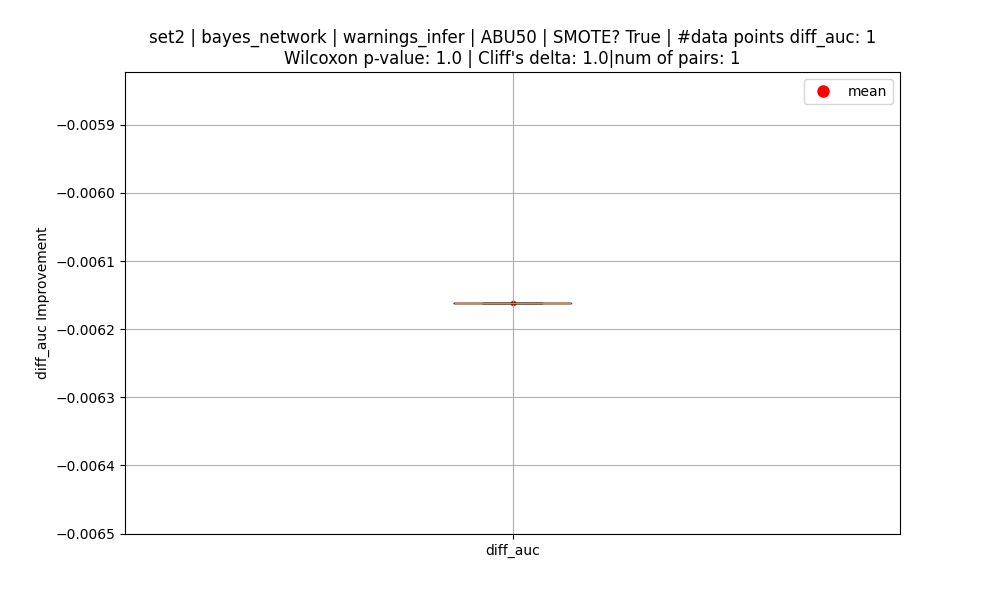 set2 | bayes_network | warnings_infer | ABU50 | SMOTE? True | #data points diff_auc: 1
Wilcoxon p-value: 1.0 | Cliff's delta: 1.0|num of pairs: 1
mean
−0.0059
−0.0060
−0.0061
−0.0062
−0.0063
−0.0064
−0.0065
diff_auc Improvement
diff_auc